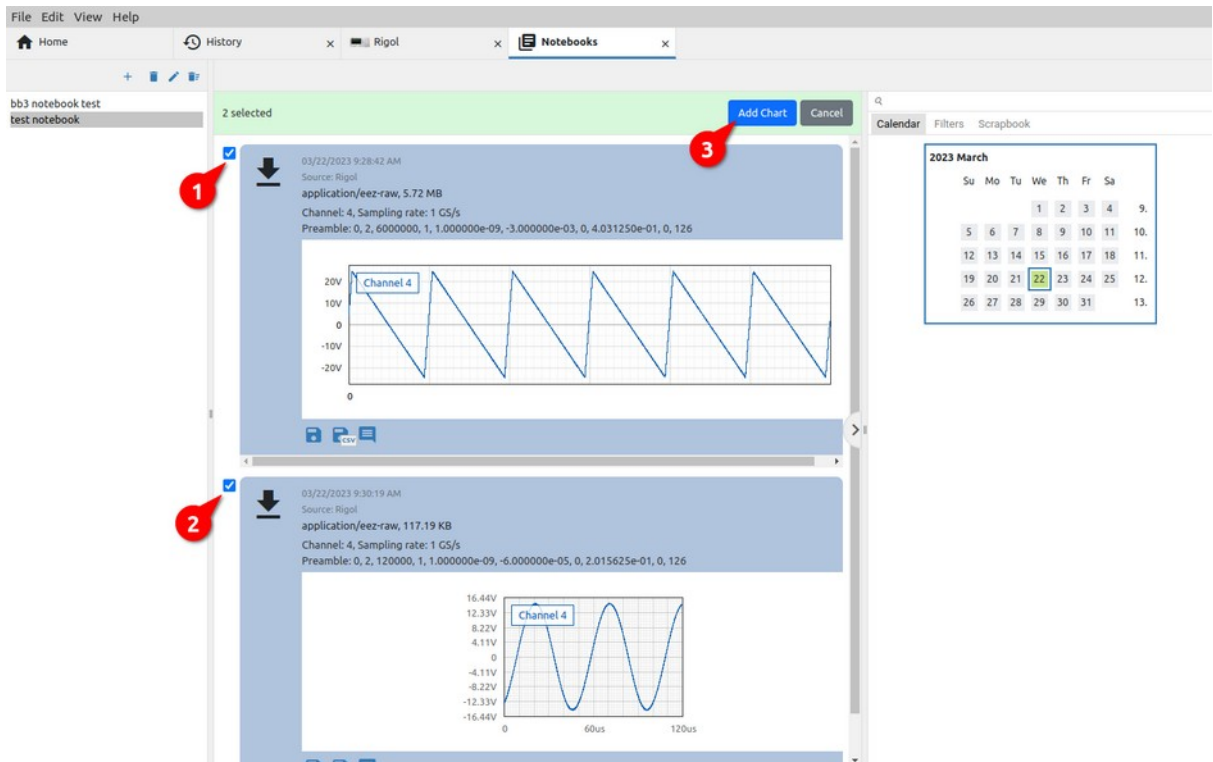 File Edit View Help
Home History x Rigol x Notebooks x
+
bb3 notebook test
test notebook
2 selected Add Chart Cancel
3
1
03/22/2023 9:28:42 AM
Source: Rigol
application/eez-raw, 5.72 MB
Channel: 4, Sampling rate: 1 GS/s
Preamble: 0, 2, 6000000, 1, 1.000000e-09, -3.000000e-03, 0, 4.031250e-01, 0, 126
20V
10V
0
-10V
-20V
Channel 4
0
CSV
2
03/22/2023 9:30:19 AM
Source: Rigol
application/eez-raw, 117.19 KB
Channel: 4, Sampling rate: 1 GS/s
Preamble: 0, 2, 120000, 1, 1.000000e-09, -6.000000e-05, 0, 2.015625e-01, 0, 126
16.44V
12.33V
8.22V
4.11V
0
-4.11V
-8.22V
-12.33V
-16.44V
Channel 4
0 60us 120us
Calendar Filters Scrapbook
2023 March
Su Mo Tu We Th Fr Sa
1 2 3 4 9.
5 6 7 8 9 10 11 10.
12 13 14 15 16 17 18 11.
19 20 21 22 23 24 25 12.
26 27 28 29 30 31 13.